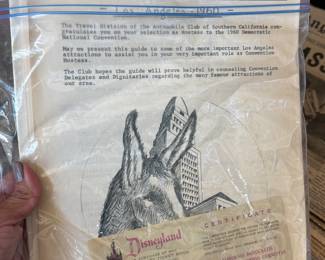 Los Angeles - 1960
The Travel Division of the Automobile Club of Southern California con-
gratulates you on your selection as Hostess to the 1960 Democratic
National Convention.
May we present this guide to some of the more important Los Angeles
attractions to assist you in your very important role as Convention
Hostess.
The Club hopes the guide will prove helpful in counseling Convention
Delegates and Dignitaries regarding the many famous attractions of
our area.
Disneyland
CERTIFICATE